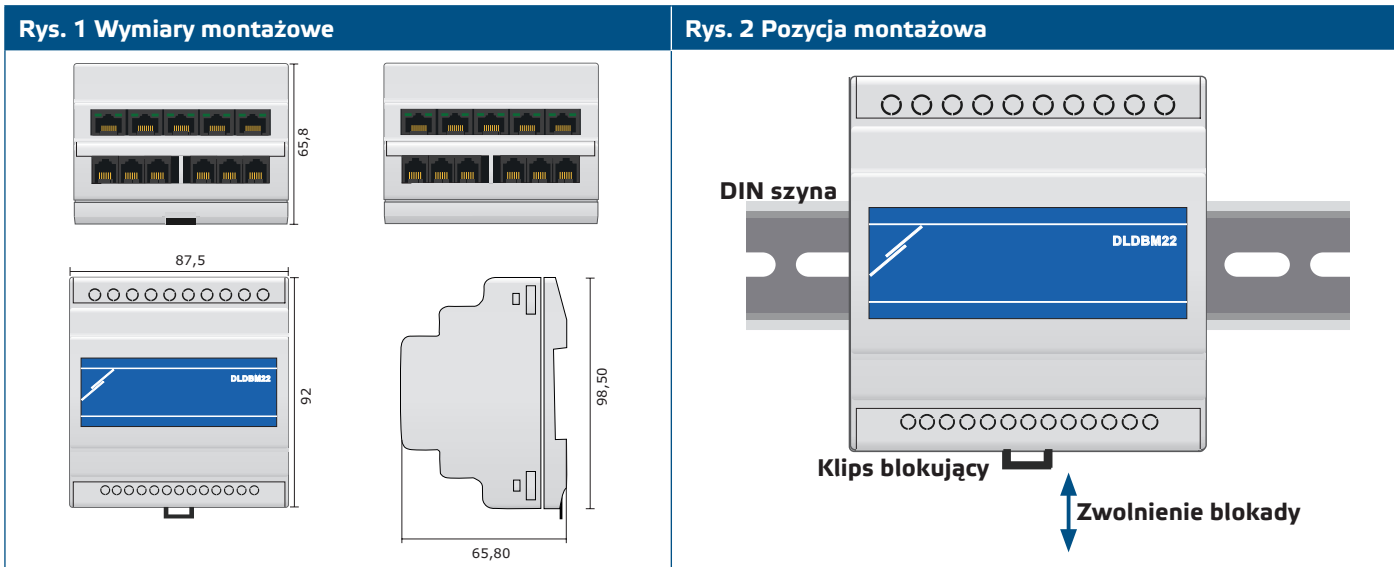 Rys. 1 Wymiary montażowe
65,8
87,5
DLDBM22
92
98,50
65,80
Rys. 2 Pozycja montażowa
DIN szyna
DLDBM22
Klips blokujący
Zwolnienie blokady